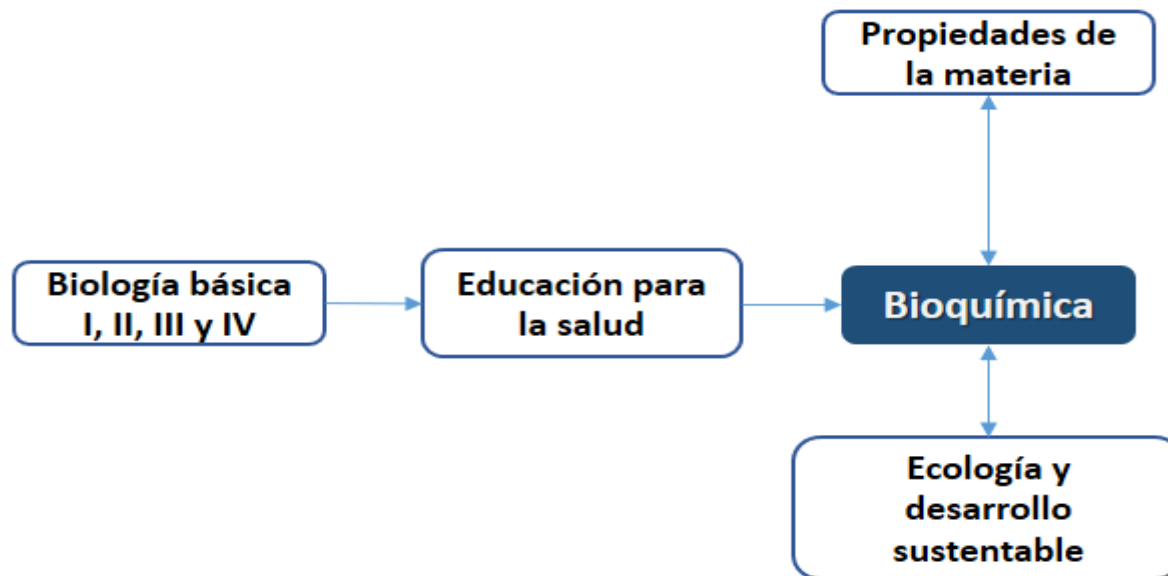 Propiedades de
la materia
Biología básica
I, II, III y IV
Educación para
la salud
Bioquímica
Ecología y
desarrollo
sustentable